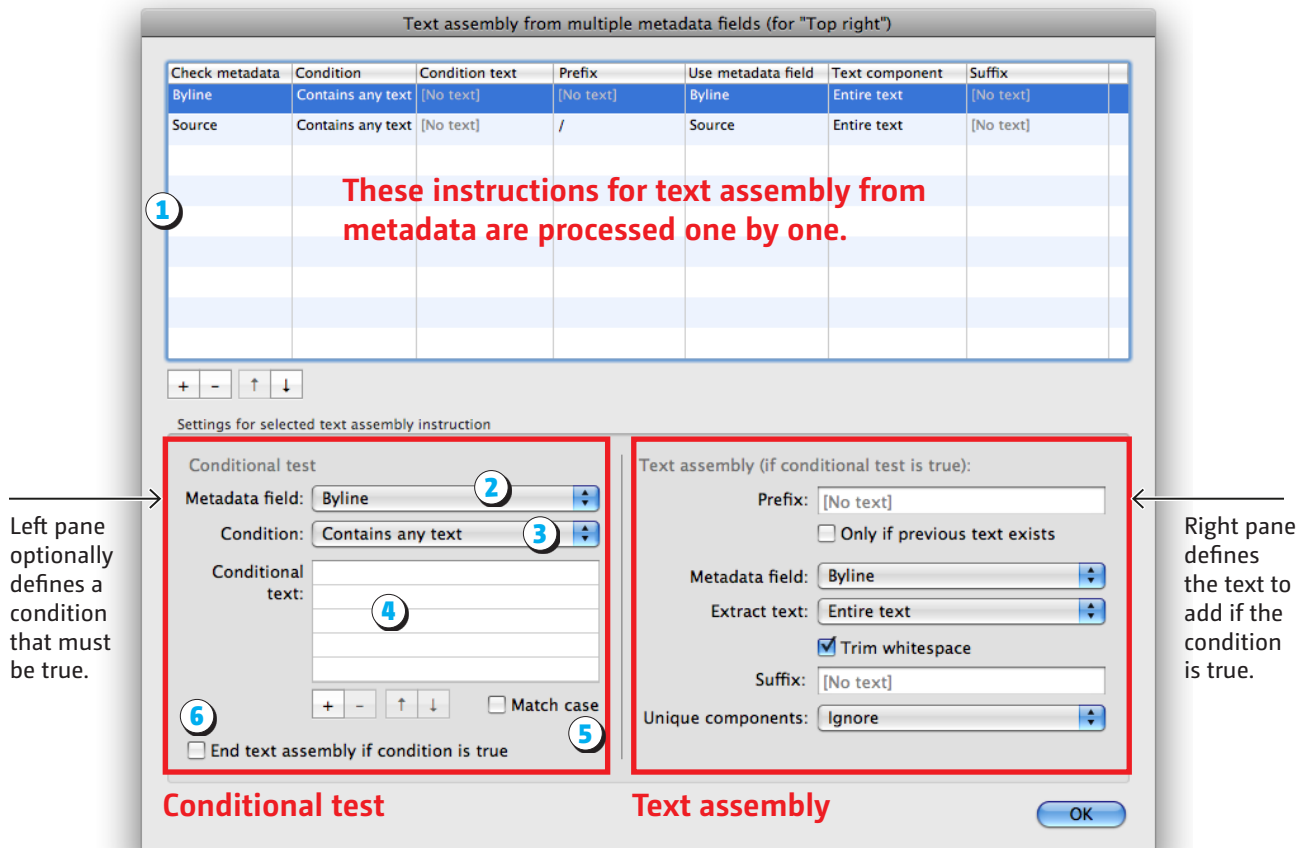 Text assembly from multiple metadata fields (for "Top right")
Check metadata Condition Condition text Prefix Use metadata field Text component Suffix
Byline Contains any text [No text] [No text] Byline Entire text [No text]
Source Contains any text [No text] / Source Entire text [No text]
These instructions for text assembly from
metadata are processed one by one.
1
+ - ↑ ↓
Settings for selected text assembly instruction
Conditional test
Metadata field: Byline 2
Condition: Contains any text 3
Conditional
text:
4
+ - ↑ ↓ Match case
6
5
End text assembly if condition is true
Conditional test
Left pane
optionally
defines a
condition
that must
be true.
Text assembly (if conditional test is true):
Prefix: [No text]
Only if previous text exists
Metadata field: Byline
Extract text: Entire text
Trim whitespace
Suffix: [No text]
Unique components: Ignore
Text assembly
Right pane
defines
the text to
add if the
condition
is true.
OK